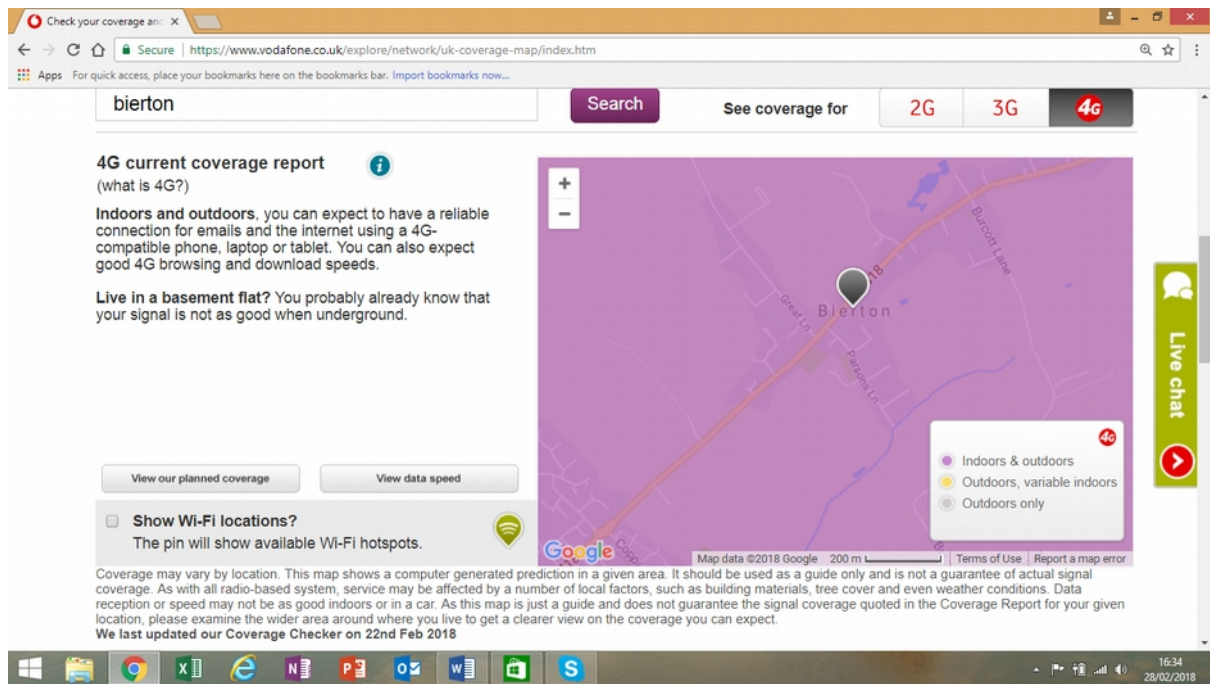 Check your coverage and
Secure | https://www.vodafone.co.uk/explore/network/uk-coverage-map/index.htm
Apps For quick access, place your bookmarks here on the bookmarks bar. Import bookmarks now...
bierton
Search
See coverage for
2G
3G
4G
4G current coverage report
(what is 4G?)
Indoors and outdoors, you can expect to have a reliable
connection for emails and the internet using a 4G-
compatible phone, laptop or tablet. You can also expect
good 4G browsing and download speeds.
Live in a basement flat? You probably already know that
your signal is not as good when underground.
View our planned coverage
View data speed
Show Wi-Fi locations?
The pin will show available Wi-Fi hotspots.
+
−
Burcott Lane
18
Great Ln
Bierton
Parsons Ln
4G
Indoors & outdoors
Outdoors, variable indoors
Outdoors only
Google
Map data ©2018 Google
200 m
Terms of Use
Report a map error
Live chat
Coverage may vary by location. This map shows a computer generated prediction in a given area. It should be used as a guide only and is not a guarantee of actual signal
coverage. As with all radio-based system, service may be affected by a number of local factors, such as building materials, tree cover and even weather conditions. Data
reception or speed may not be as good indoors or in a car. As this map is just a guide and does not guarantee the signal coverage quoted in the Coverage Report for your given
location, please examine the wider area around where you live to get a clearer view on the coverage you can expect.
We last updated our Coverage Checker on 22nd Feb 2018
16:34
28/02/2018